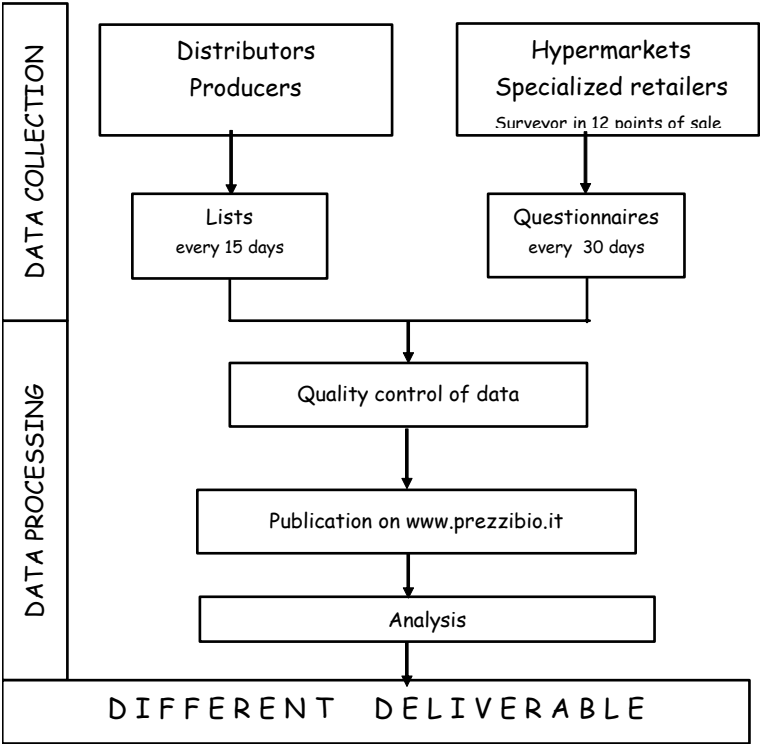 DATA COLLECTION
Distributors
Producers
Hypermarkets
Specialized retailers
Surveyor in 12 points of sale
Lists
every 15 days
Questionnaires
every 30 days
DATA PROCESSING
Quality control of data
Publication on www.prezzibio.it
Analysis
DIFFERENT DELIVERABLE